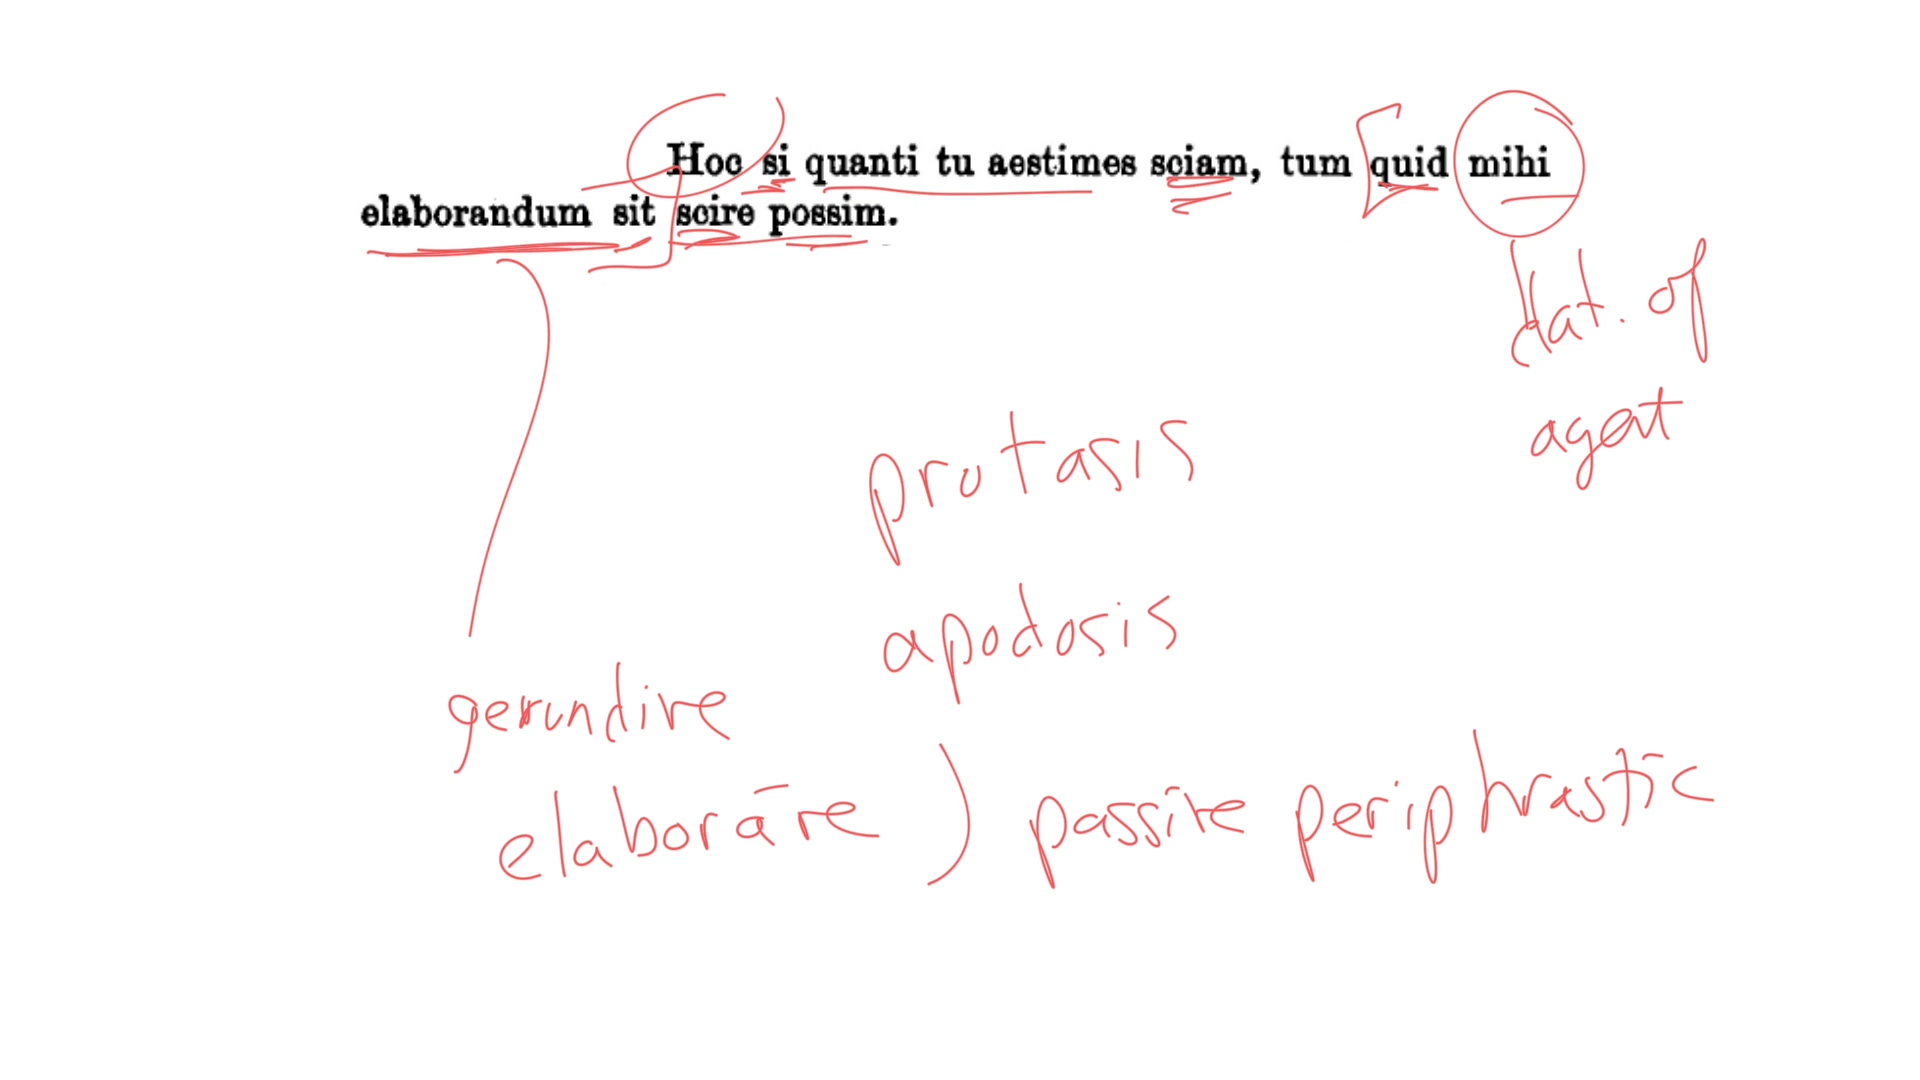 Hoc si quanti tu aestimes sciam, tum quid mihi
elaborandum sit scire possim.
dat. of
agent
protasis
apodosis
gerundive
elaborāre ) passive periphrastic